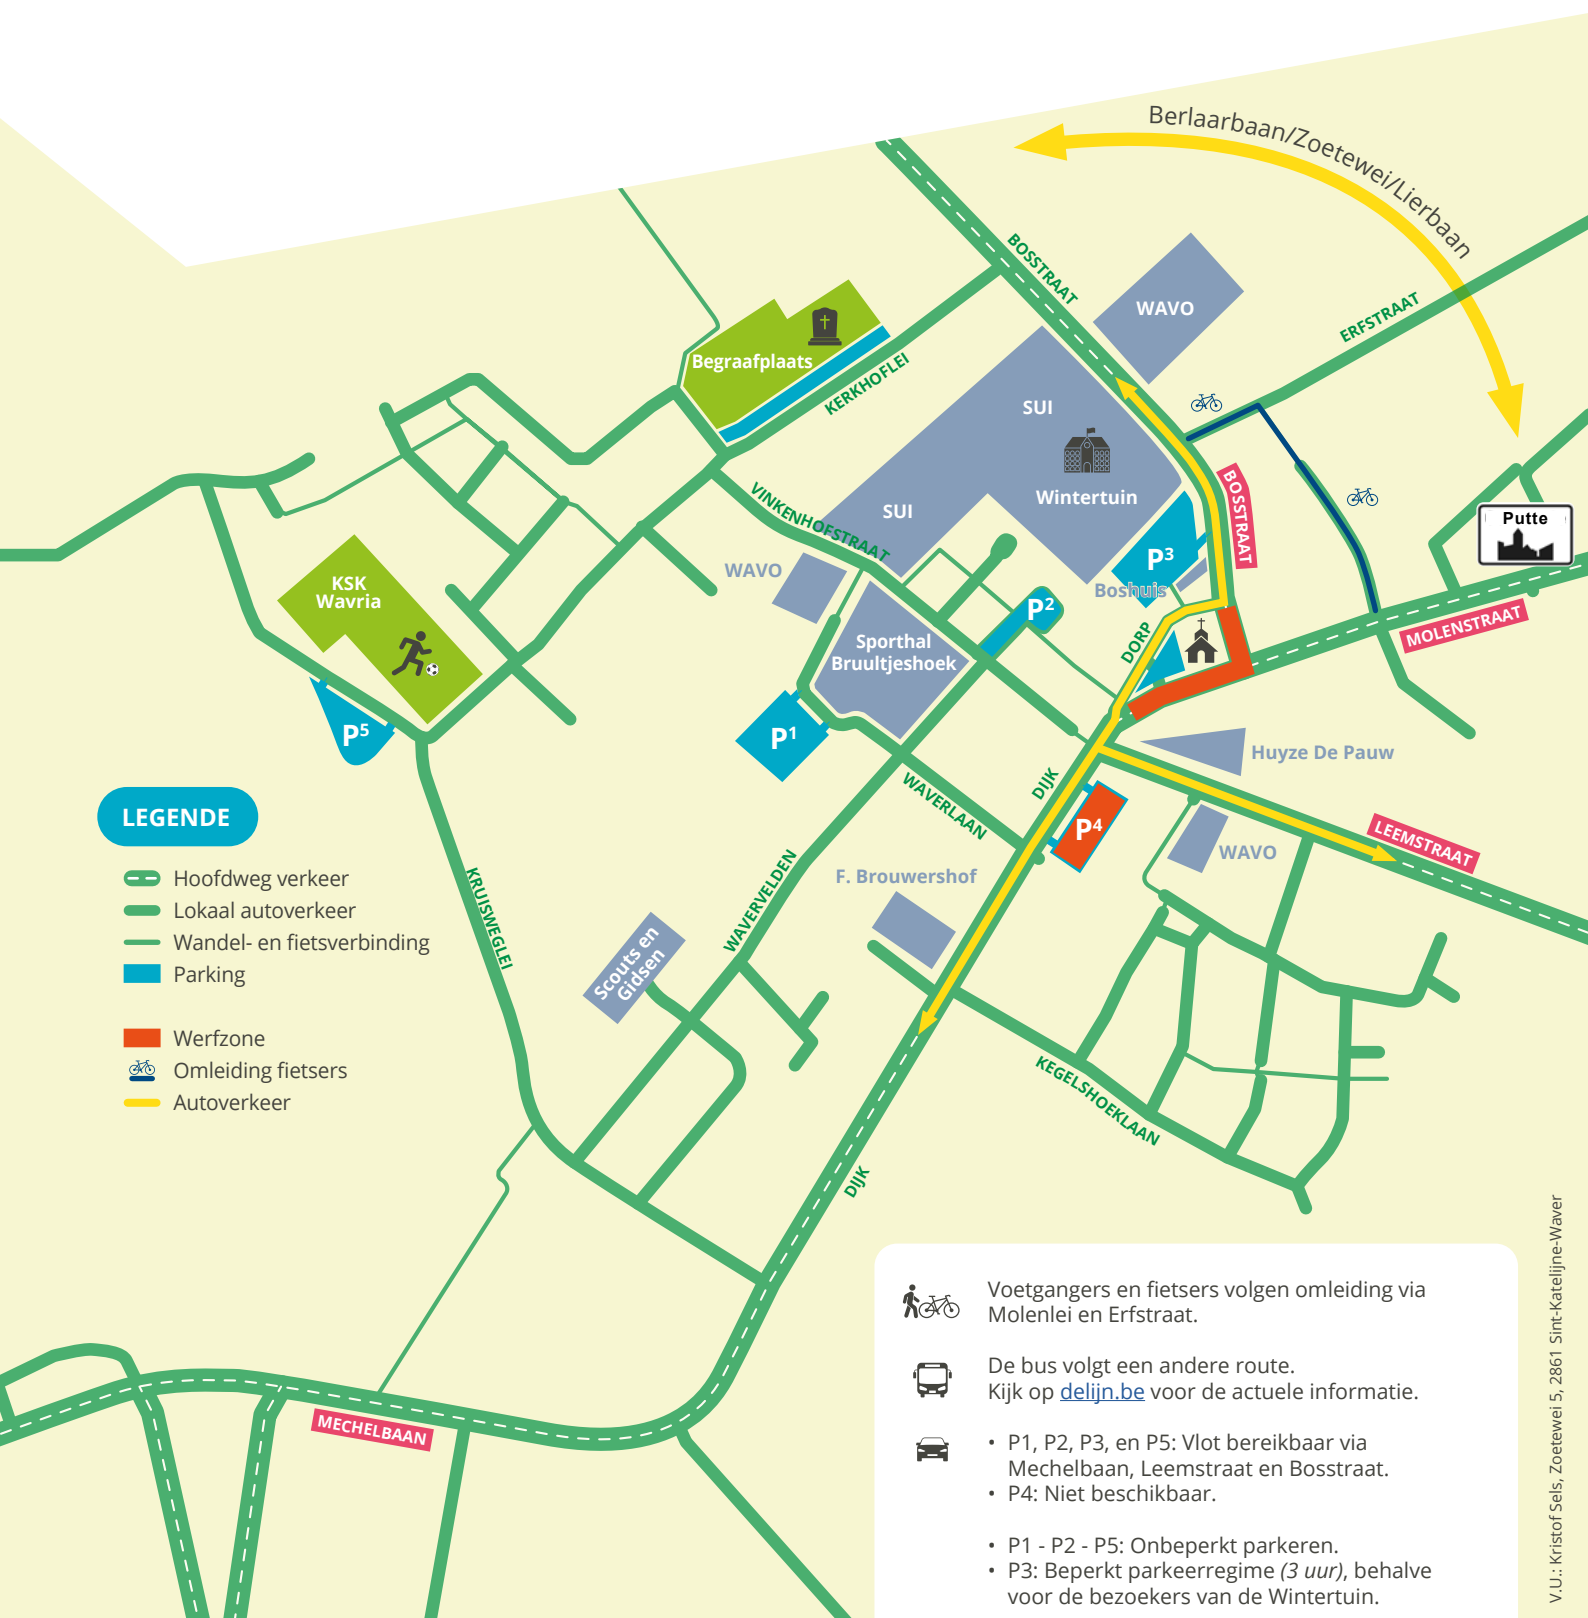 Berlaarbaan/Zoetewei/Lierbaan
BOSSTRAAT
WAVO
ERFSTRAAT
Begraafplaats
KERKHOFLEI
SUI
Wintertuin
BOSSTRAAT
VINKENHOFSTRAAT
SUI
Putte
P3
WAVO
Boshuis
KSK
Wavria
P2
MOLENSTRAAT
Sporthal
Bruultjeshoek
DORP
P5
P1
Huyze De Pauw
WAVERLAAN
DIJK
P4
LEEMSTRAAT
WAVO
F. Brouwershof
LEGENDE
Hoofdweg verkeer
Lokaal autoverkeer
Wandel- en fietsverbinding
Parking
Werfzone
Omleiding fietsers
Autoverkeer
KRUISWEGLEI
WAVERVELDEN
Scouts en
Gidsen
KEGELSHOEKLAAN
DIJK
MECHELBAAN
Voetgangers en fietsers volgen omleiding via
Molenlei en Erfstraat.
De bus volgt een andere route.
Kijk op delijn.be voor de actuele informatie.
• P1, P2, P3, en P5: Vlot bereikbaar via
Mechelbaan, Leemstraat en Bosstraat.
• P4: Niet beschikbaar.
• P1 - P2 - P5: Onbeperkt parkeren.
• P3: Beperkt parkeerregime (3 uur), behalve
voor de bezoekers van de Wintertuin.
V.U.: Kristof Sels, Zoetewei 5, 2861 Sint-Katelijne-Waver